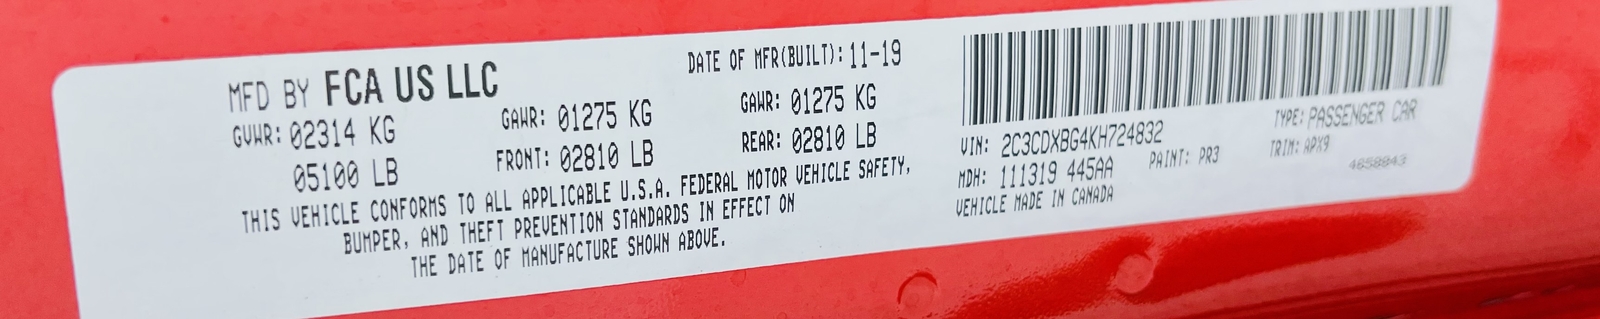 MFD BY FCA US LLC
DATE OF MFR(BUILT): 11-19
GVWR: 02314 KG
05100 LB
GAWR: 01275 KG
FRONT: 02810 LB
GAWR: 01275 KG
REAR: 02810 LB
THIS VEHICLE CONFORMS TO ALL APPLICABLE U.S.A. FEDERAL MOTOR VEHICLE SAFETY,
BUMPER, AND THEFT PREVENTION STANDARDS IN EFFECT ON
THE DATE OF MANUFACTURE SHOWN ABOVE.
VIN: 2C3CDXBG4KH724832
TYPE: PASSENGER CAR
MDH: 111319 445AA
PAINT: PR3
TRIM: APX9
VEHICLE MADE IN CANADA
4658843